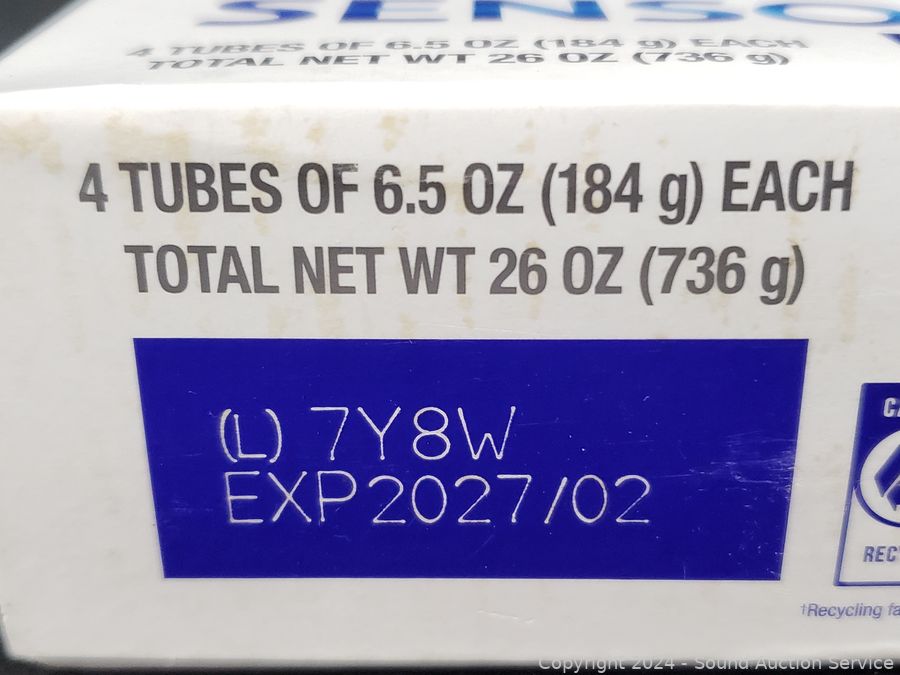 4 TUBES OF 6.5 OZ (184 g) EACH
TOTAL NET WT 26 OZ (736 g)
4 TUBES OF 6.5 OZ (184 g) EACH
TOTAL NET WT 26 OZ (736 g)
(L) 7Y8W
EXP2027/02
†Recycling
Copyright 2024 - Sound Auction Service